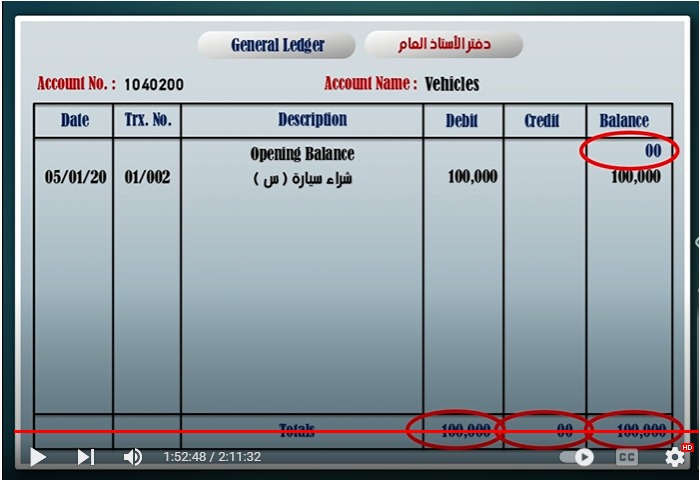 General Ledger دفتر الأستاذ العام
Account No. : 1040200 Account Name : Vehicles
Date Trx. No. Description Debit Credit Balance
Opening Balance 00
05/01/20 01/002 شراء سيارة ( س ) 100,000 100,000
Totals 100,000 00 100,000
1:52:48 / 2:11:32 CC HD